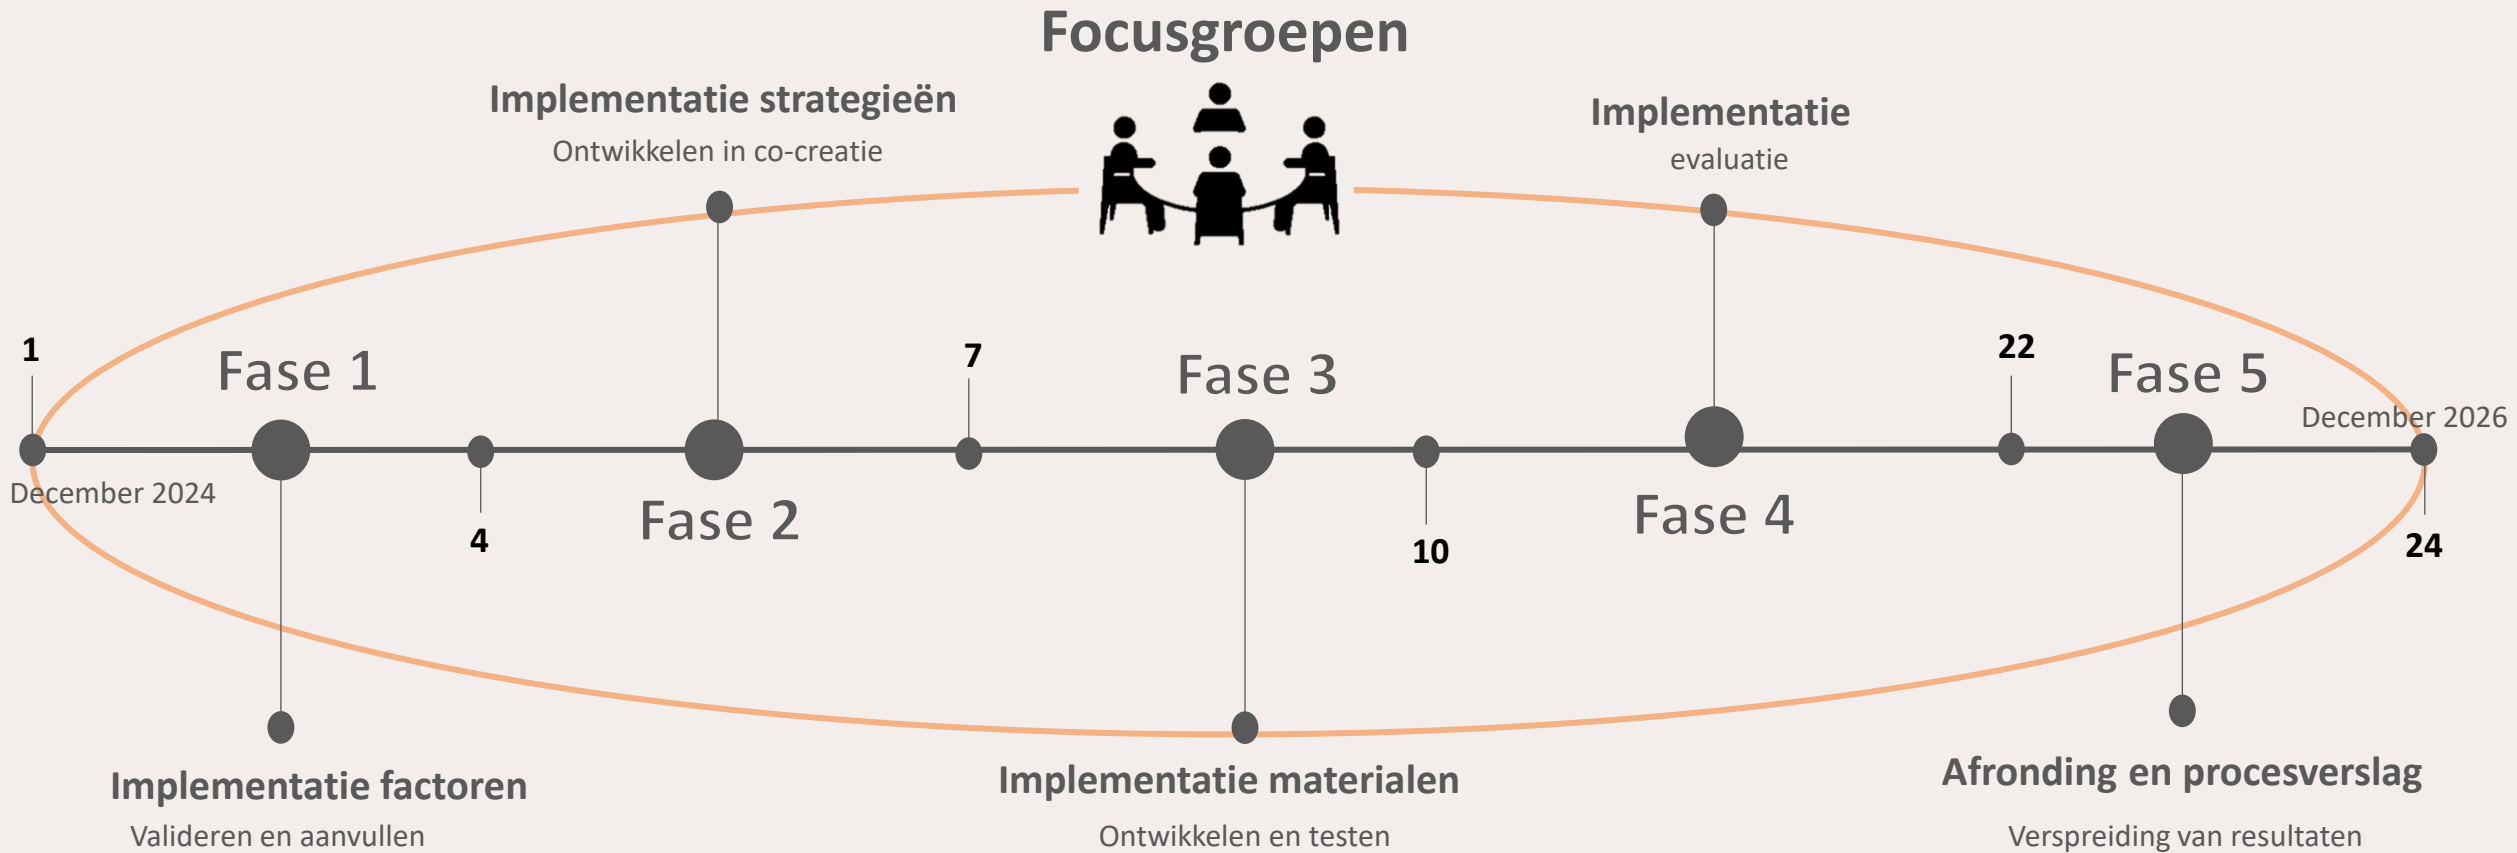 Focusgroepen
Implementatie strategieën
Ontwikkelen in co-creatie
Implementatie
evaluatie
1
Fase 1
7
Fase 3
22
Fase 5
December 2026
December 2024
4
Fase 2
10
Fase 4
24
Implementatie factoren
Valideren en aanvullen
Implementatie materialen
Ontwikkelen en testen
Afronding en procesverslag
Verspreiding van resultaten